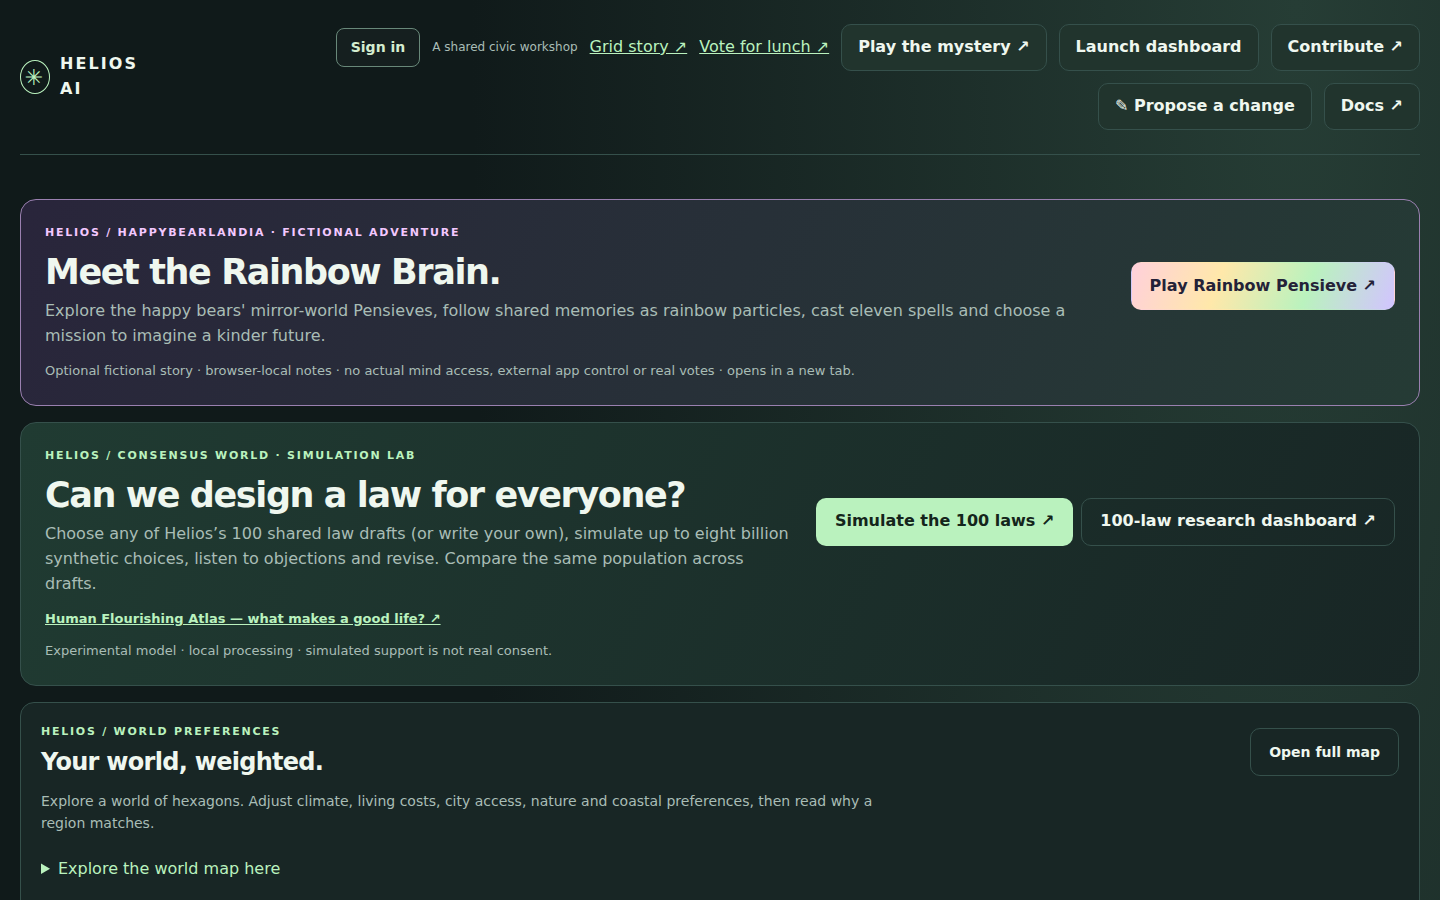 HELIOS
AI
Sign in
A shared civic workshop
Grid story ↗
Vote for lunch ↗
Play the mystery ↗
Launch dashboard
Contribute ↗
✎ Propose a change
Docs ↗
HELIOS / HAPPYBEARLANDIA · FICTIONAL ADVENTURE
Meet the Rainbow Brain.
Explore the happy bears' mirror-world Pensieves, follow shared memories as rainbow particles, cast eleven spells and choose a
mission to imagine a kinder future.
Optional fictional story · browser-local notes · no actual mind access, external app control or real votes · opens in a new tab.
Play Rainbow Pensieve ↗
HELIOS / CONSENSUS WORLD · SIMULATION LAB
Can we design a law for everyone?
Choose any of Helios’s 100 shared law drafts (or write your own), simulate up to eight billion
synthetic choices, listen to objections and revise. Compare the same population across
drafts.
Human Flourishing Atlas — what makes a good life? ↗
Experimental model · local processing · simulated support is not real consent.
Simulate the 100 laws ↗
100-law research dashboard ↗
HELIOS / WORLD PREFERENCES
Your world, weighted.
Explore a world of hexagons. Adjust climate, living costs, city access, nature and coastal preferences, then read why a
region matches.
▶ Explore the world map here
Open full map